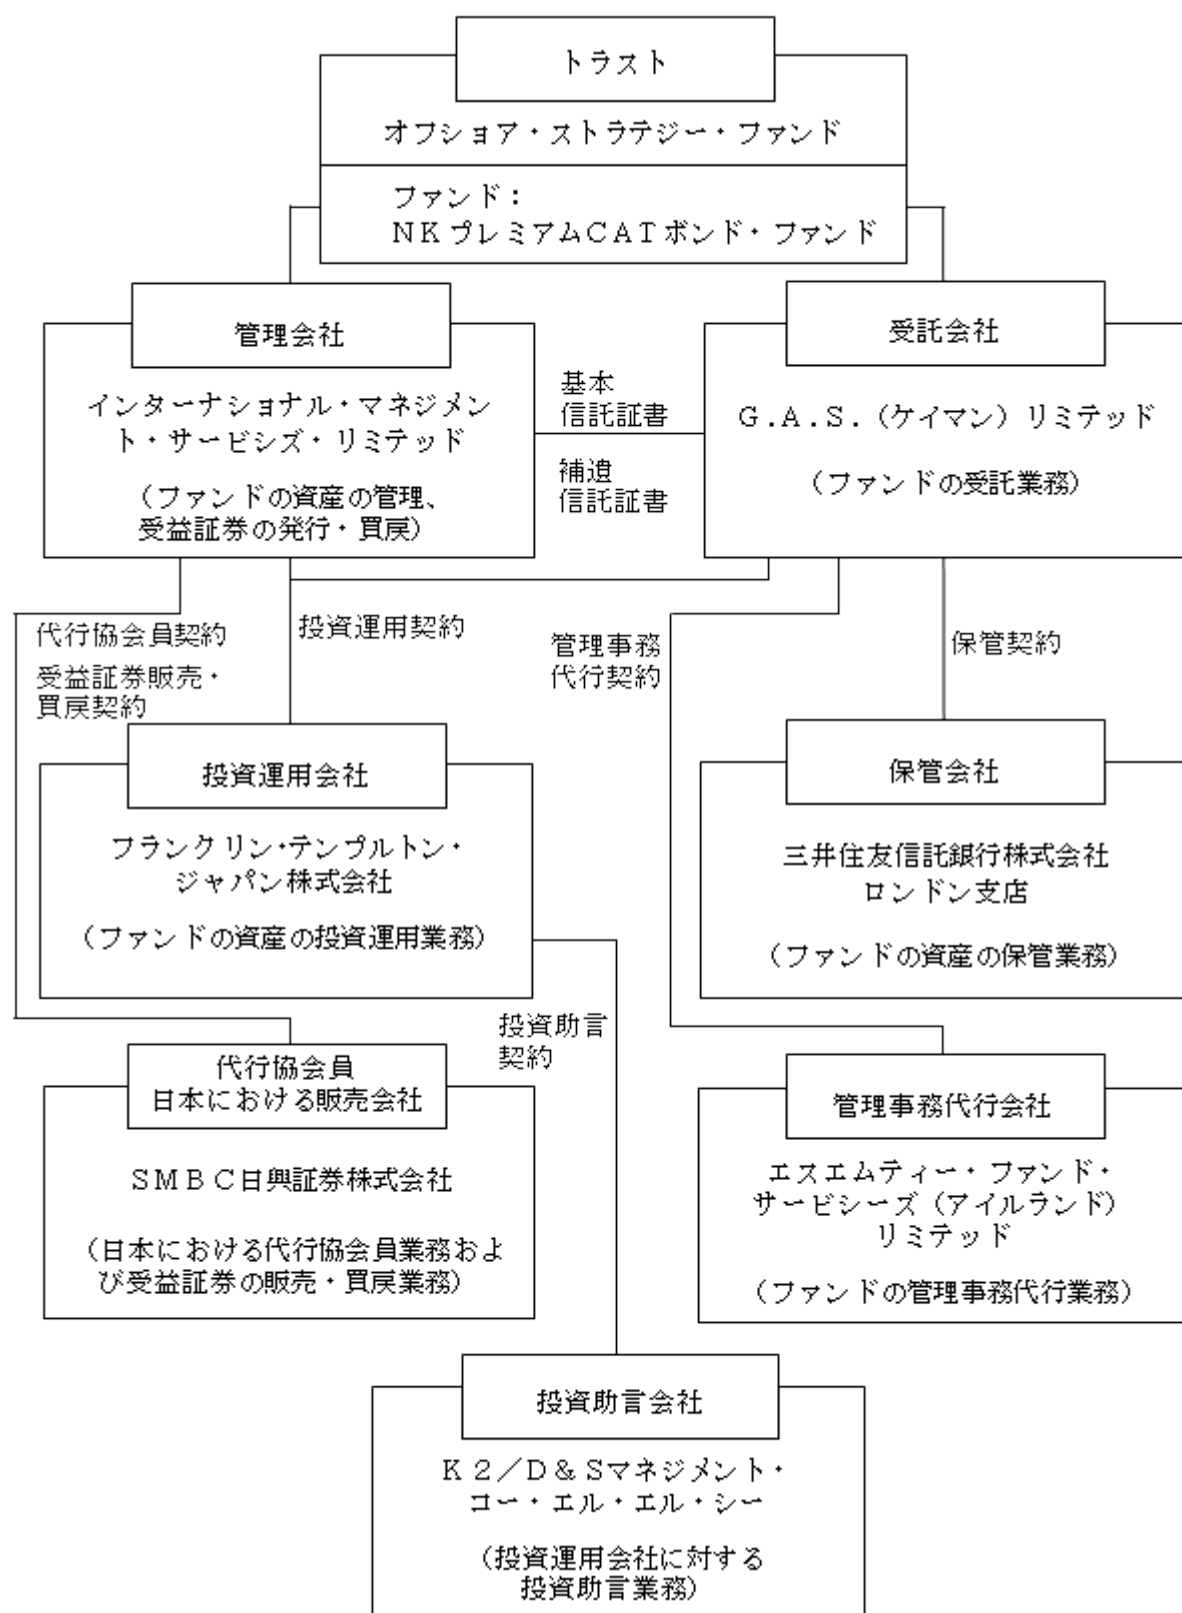 トラスト
オフショア・ストラテジー・ファンド
ファンド：
ＮＫプレミアムＣＡＴボンド・ファンド
管理会社
インターナショナル・マネジメン
ト・サービシズ・リミテッド
（ファンドの資産の管理、
受益証券の発行・買戻）
基本
信託証書
補遺
信託証書
受託会社
Ｇ．Ａ．Ｓ．（ケイマン）リミテッド
（ファンドの受託業務）
代行協会員契約
受益証券販売・
買戻契約
投資運用契約
管理事務
代行契約
保管契約
投資運用会社
フランクリン・テンプルトン・
ジャパン株式会社
（ファンドの資産の投資運用業務）
保管会社
三井住友信託銀行株式会社
ロンドン支店
（ファンドの資産の保管業務）
投資助言
契約
代行協会員
日本における販売会社
ＳＭＢＣ日興証券株式会社
（日本における代行協会員業務およ
び受益証券の販売・買戻業務）
管理事務代行会社
エスエムティー・ファンド・
サービシーズ（アイルランド）
リミテッド
（ファンドの管理事務代行業務）
投資助言会社
Ｋ２／Ｄ＆Ｓマネジメント・
コー・エル・エル・シー
（投資運用会社に対する
投資助言業務）